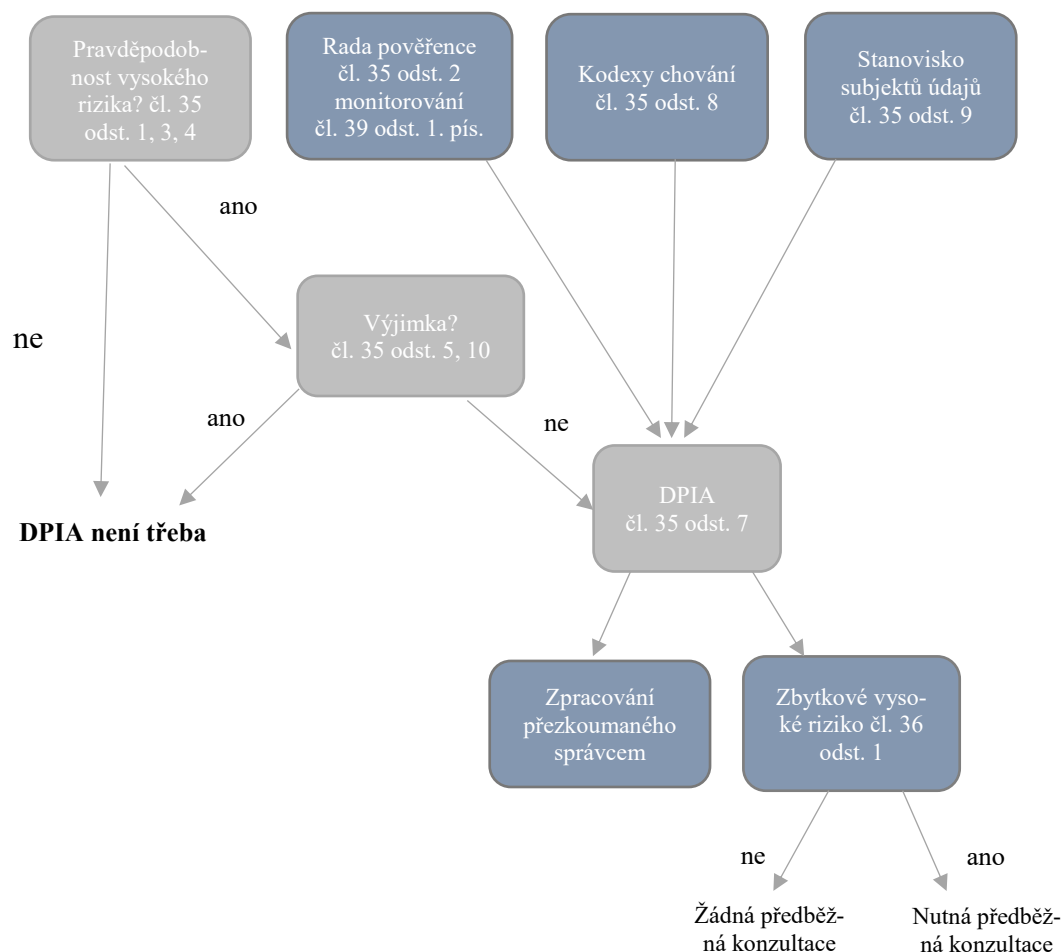 Pravděpodob-
nost vysokého
rizika? čl. 35
odst. 1, 3, 4
Rada pověřence
čl. 35 odst. 2
monitorování
čl. 39 odst. 1. pís.
Kodexy chování
čl. 35 odst. 8
Stanovisko
subjektů údajů
čl. 35 odst. 9
ano
ne
Výjimka?
čl. 35 odst. 5, 10
ano
ne
DPIA není třeba
DPIA
čl. 35 odst. 7
Zpracování
přezkoumaného
správcem
Zbytkové vyso-
ké riziko čl. 36
odst. 1
ne
ano
Žádná předběž-
ná konzultace
Nutná předběž-
ná konzultace